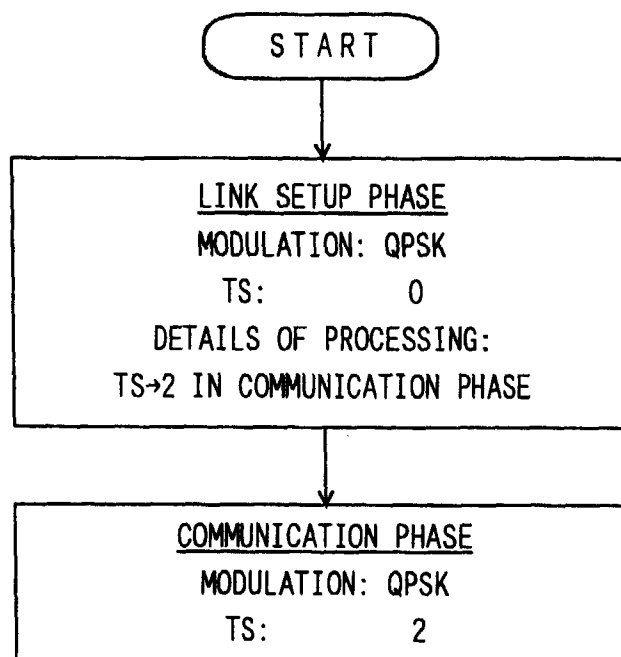 START
LINK SETUP PHASE
MODULATION: QPSK
TS: 0
DETAILS OF PROCESSING:
TS→2 IN COMMUNICATION PHASE
COMMUNICATION PHASE
MODULATION: QPSK
TS: 2